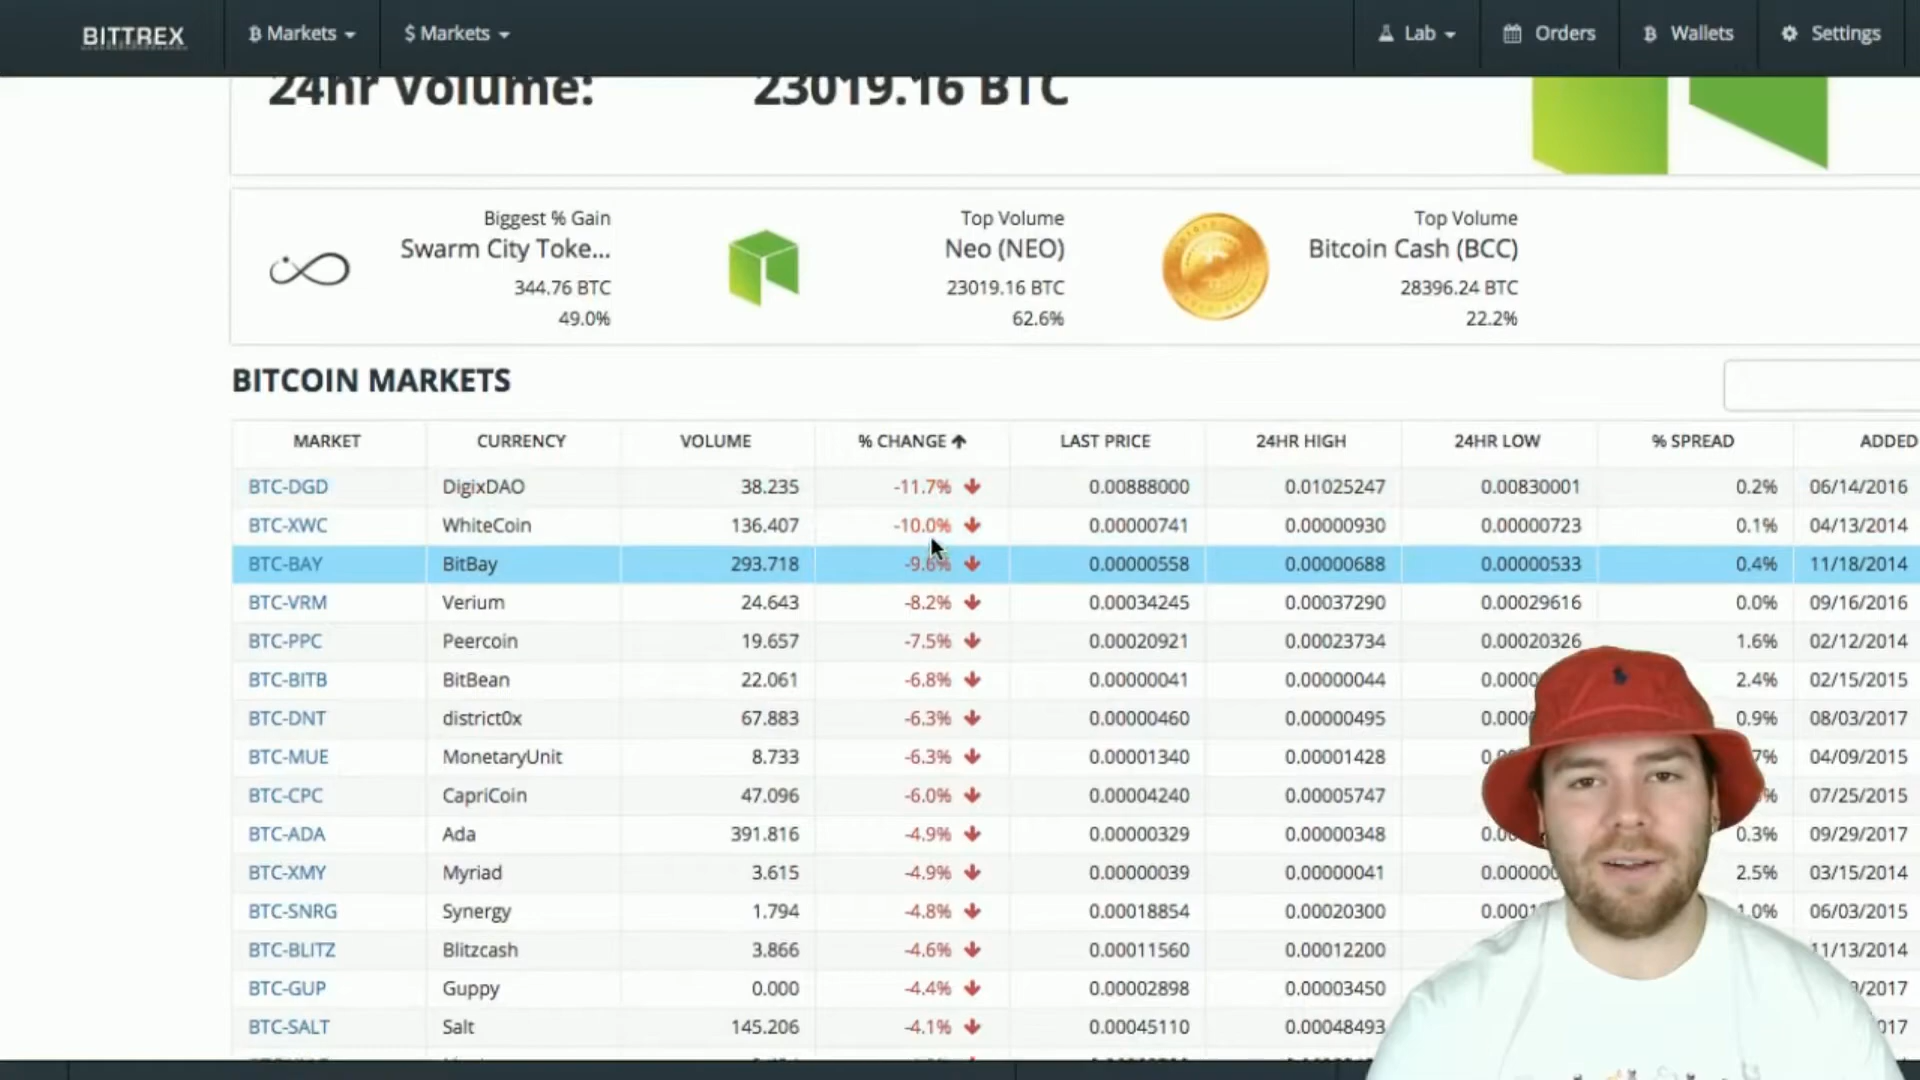 BITTREX
Markets
$ Markets
Lab
Orders
Wallets
Settings
24hr Volume: 23019.16 BTC
Biggest % Gain
Swarm City Toke...
344.76 BTC
49.0%
Top Volume
Neo (NEO)
23019.16 BTC
62.6%
Top Volume
Bitcoin Cash (BCC)
28396.24 BTC
22.2%
BITCOIN MARKETS
MARKET CURRENCY VOLUME % CHANGE LAST PRICE 24HR HIGH 24HR LOW % SPREAD ADDED
BTC-DGD DigixDAO 38.235 -11.7% 0.00888000 0.01025247 0.00830001 0.2% 06/14/2016
BTC-XWC WhiteCoin 136.407 -10.0% 0.00000741 0.00000930 0.00000723 0.1% 04/13/2014
BTC-BAY BitBay 293.718 -9.6% 0.00000558 0.00000688 0.00000533 0.4% 11/18/2014
BTC-VRM Verium 24.643 -8.2% 0.00034245 0.00037290 0.00029616 0.0% 09/16/2016
BTC-PPC Peercoin 19.657 -7.5% 0.00020921 0.00023734 0.00020326 1.6% 02/12/2014
BTC-BITB BitBean 22.061 -6.8% 0.00000041 0.00000044 2.4% 02/15/2015
BTC-DNT district0x 67.883 -6.3% 0.00000460 0.00000495 0.9% 08/03/2017
BTC-MUE MonetaryUnit 8.733 -6.3% 0.00001340 0.00001428 04/09/2015
BTC-CPC CapriCoin 47.096 -6.0% 0.00004240 0.00005747 07/25/2015
BTC-ADA Ada 391.816 -4.9% 0.00000329 0.00000348 0.3% 09/29/2017
BTC-XMY Myriad 3.615 -4.9% 0.00000039 0.00000041 2.5% 03/15/2014
BTC-SNRG Synergy 1.794 -4.8% 0.00018854 0.00020300 1.0% 06/03/2015
BTC-BLITZ Blitzcash 3.866 -4.6% 0.00011560 0.00012200 11/13/2014
BTC-GUP Guppy 0.000 -4.4% 0.00002898 0.00003450
BTC-SALT Salt 145.206 -4.1% 0.00045110 0.00048493